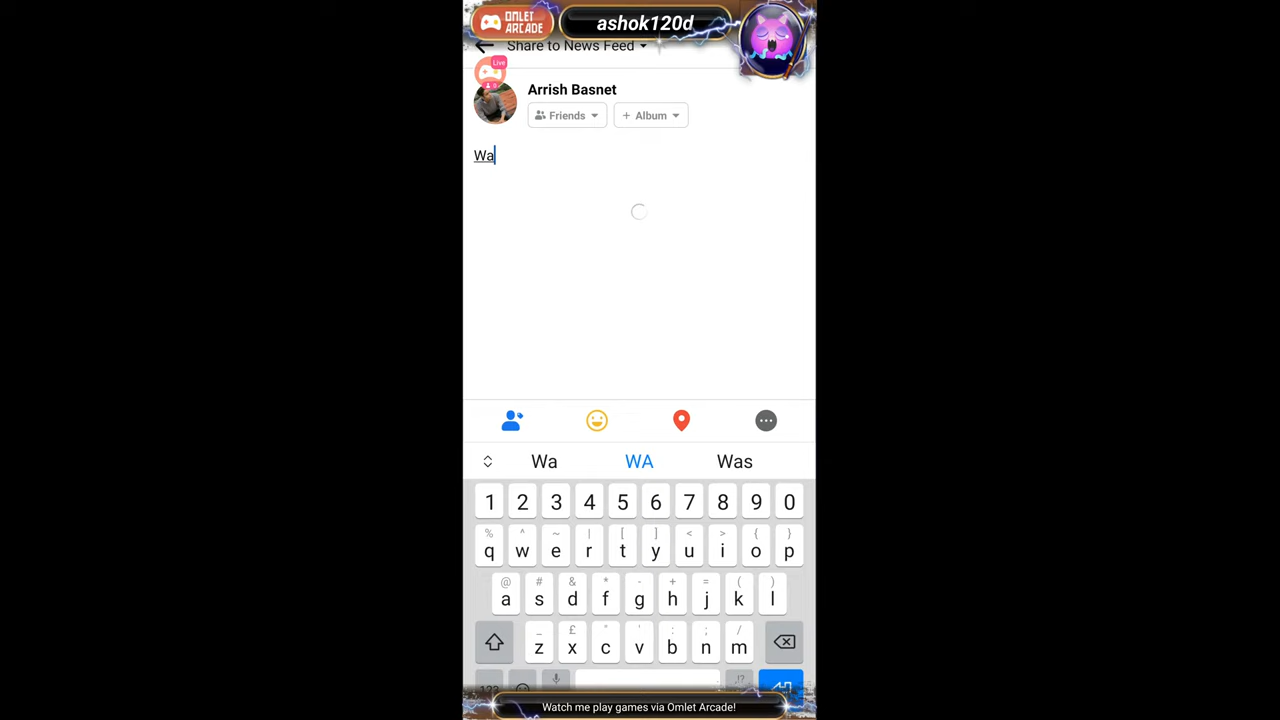 OMLET
ARCADE
ashok120d
Share to News Feed
Live
Arrish Basnet
Friends
+ Album
Wa
Wa WA Was
1 2 3 4 5 6 7 8 9 0
% ^ ~ | [ ] < > { }
q w e r t y u i o p
@ # & * - + = ( )
a s d f g h j k l
_ £ " ' : ; /
z x c v b n m
!?
Watch me play games via Omlet Arcade!